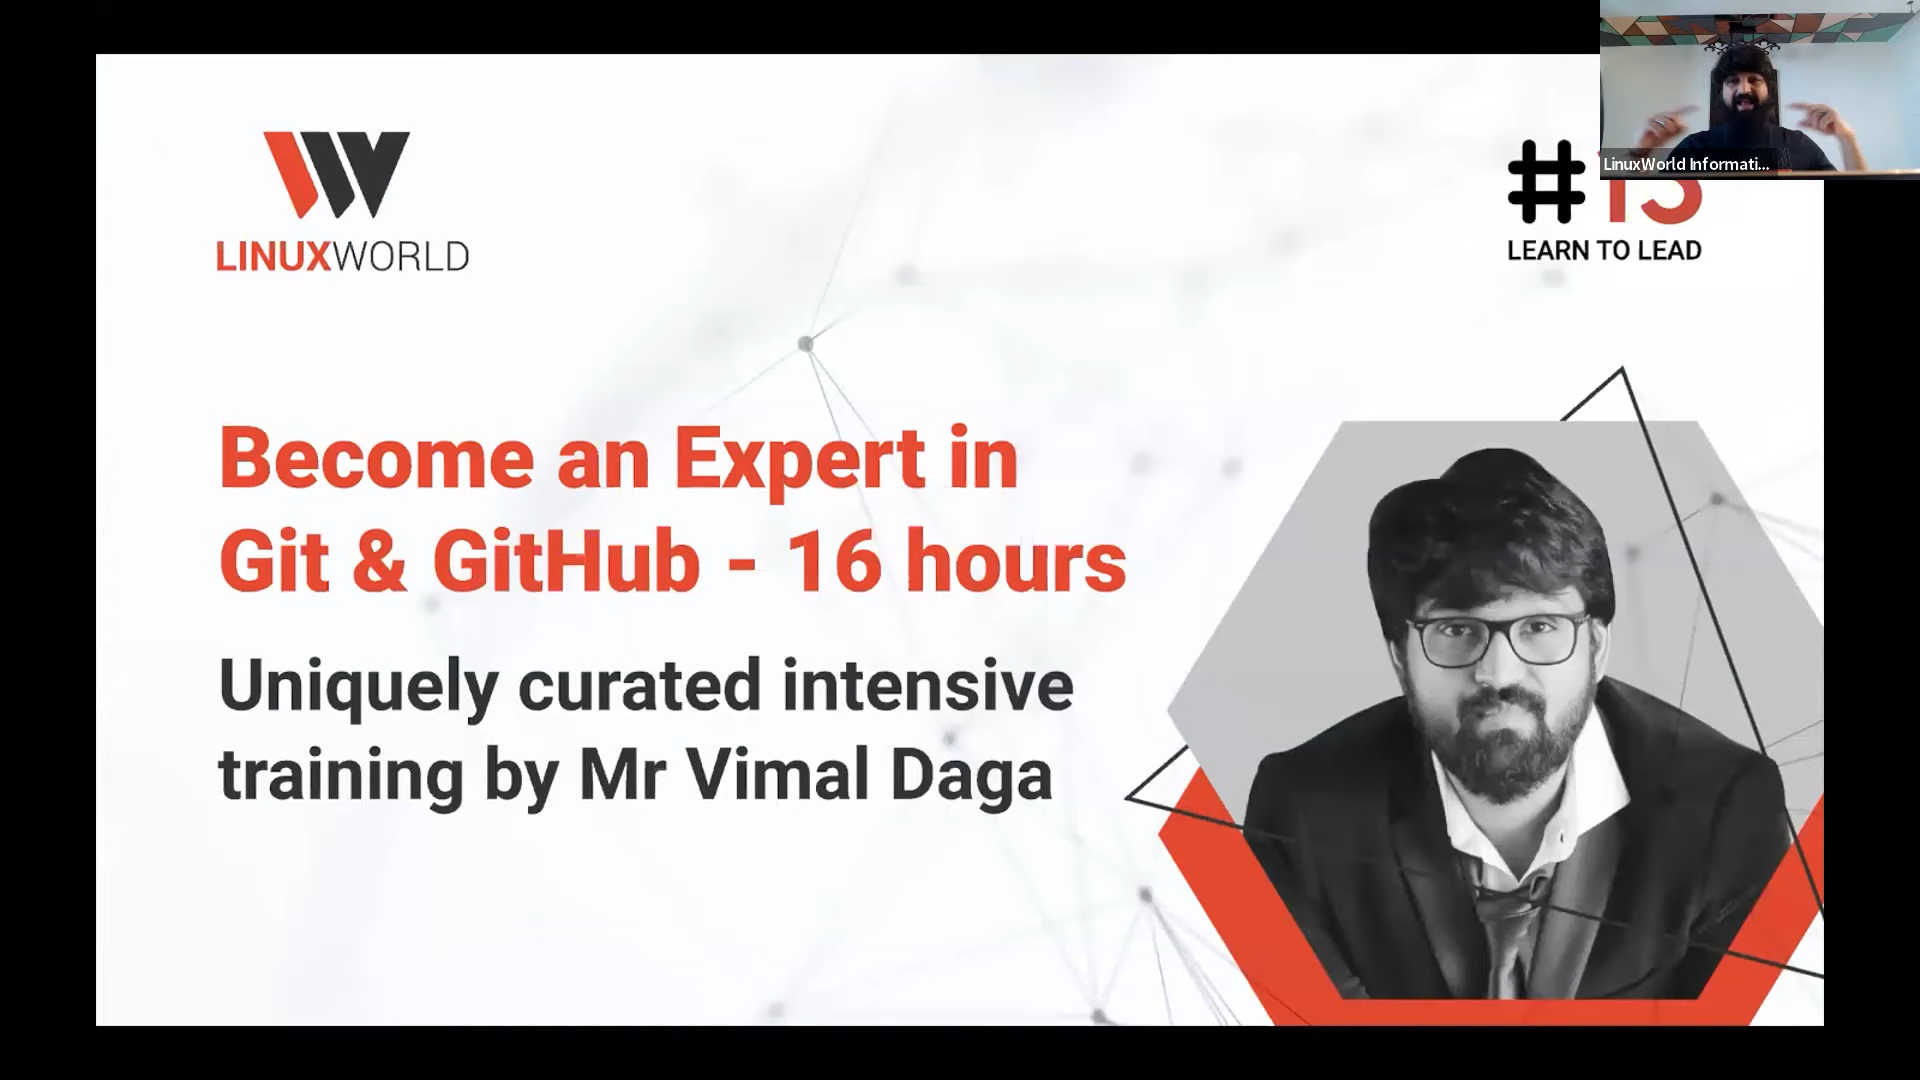 LINUXWORLD
LEARN TO LEAD
LinuxWorld Informati...
Become an Expert in
Git & GitHub - 16 hours
Uniquely curated intensive
training by Mr Vimal Daga